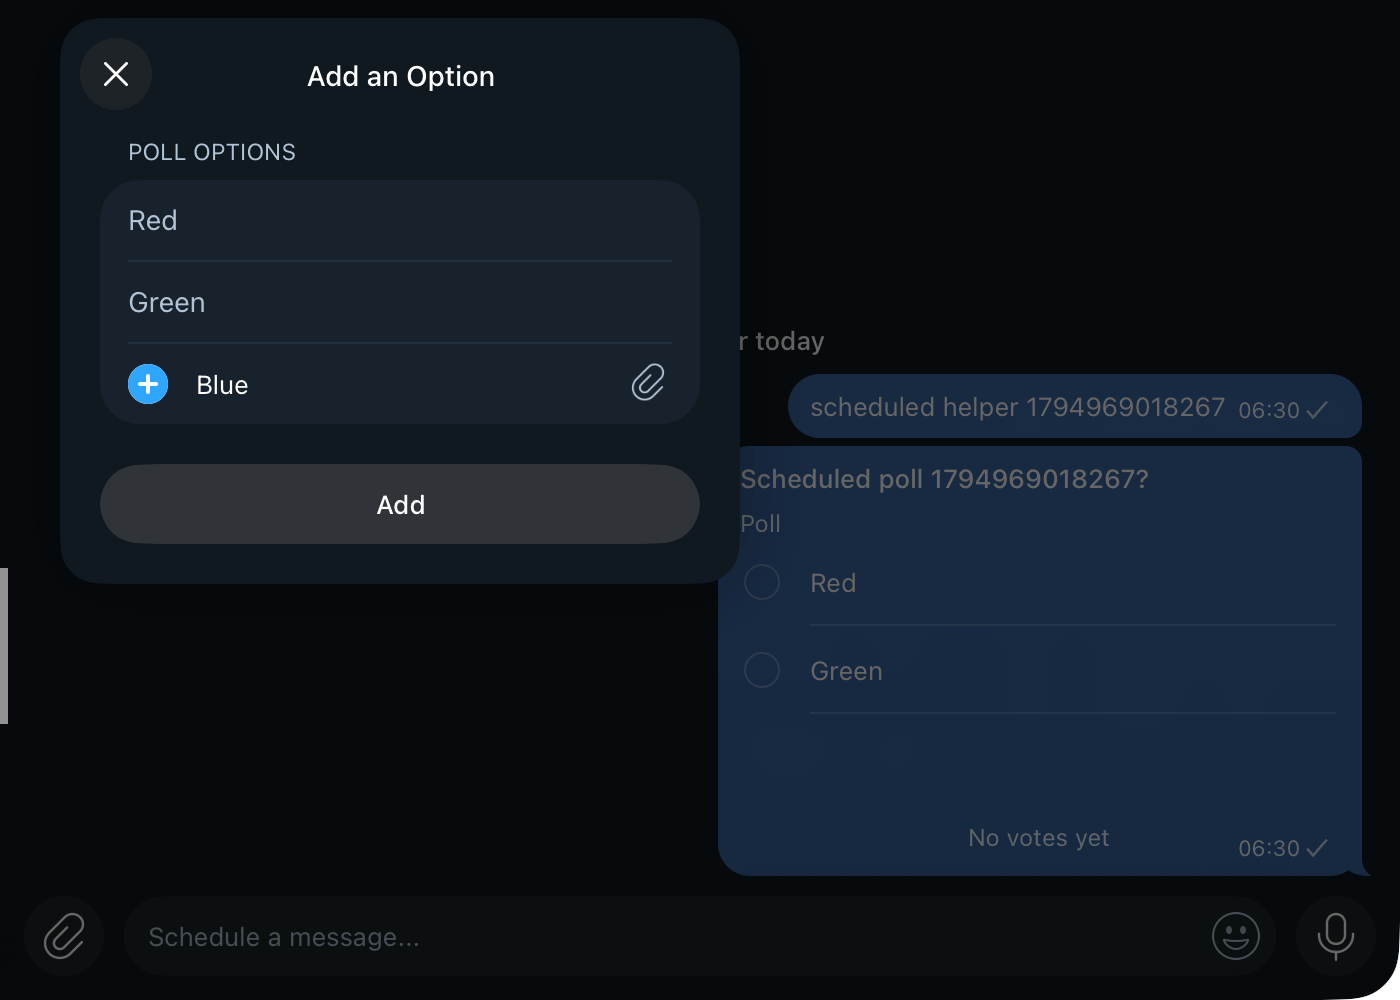 Add an Option
POLL OPTIONS
Red
Green
Blue
Add
r today
scheduled helper 1794969018267 06:30
Scheduled poll 1794969018267?
Poll
Red
Green
No votes yet
06:30
Schedule a message...